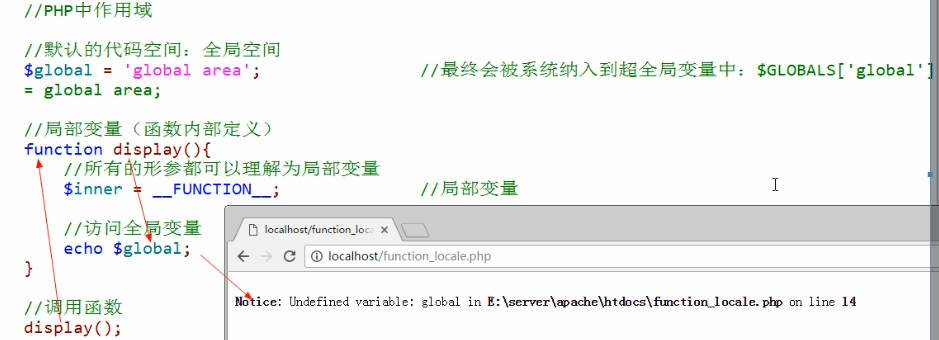 //PHP中作用域
//默认的代码空间：全局空间
$global = 'global area'; //最终会被系统纳入到超全局变量中：$GLOBALS['global']
= global area;
//局部变量（函数内部定义）
function display(){
//所有的形参都可以理解为局部变量
$inner = __FUNCTION__; //局部变量
//访问全局变量
echo $global;
}
//调用函数
display();
localhost/function_loca
localhost/function_locale.php
Notice: Undefined variable: global in E:\server\apache\htdocs\function_locale.php on line 14